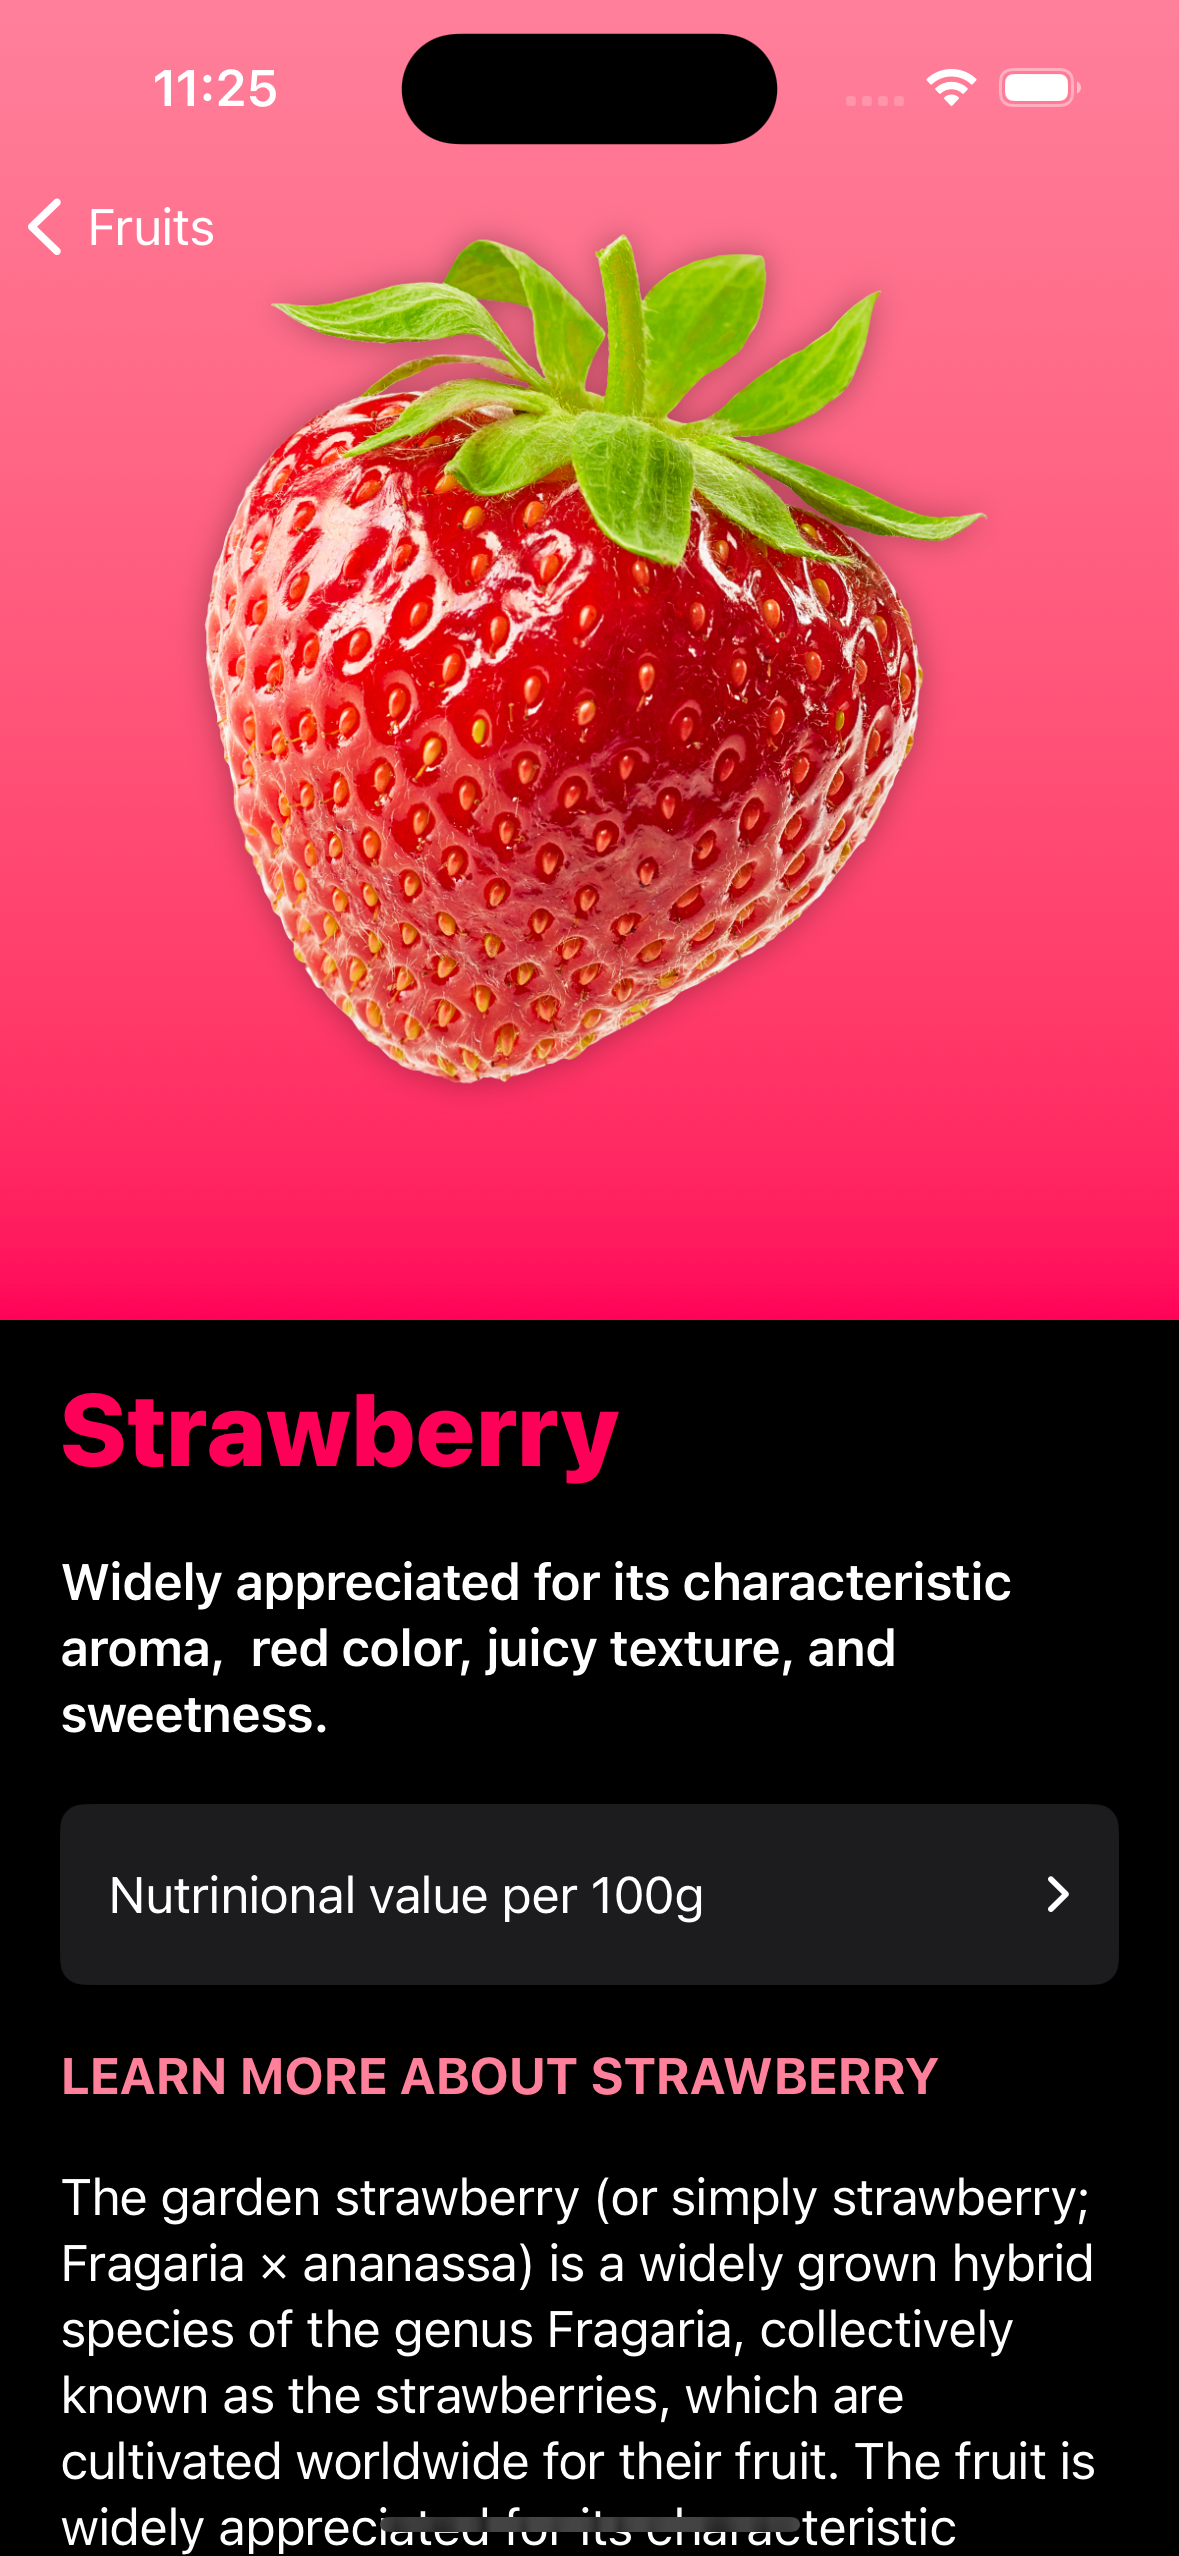 11:25
Fruits
Strawberry
Widely appreciated for its characteristic
aroma,  red color, juicy texture, and
sweetness.
Nutrinional value per 100g
LEARN MORE ABOUT STRAWBERRY
The garden strawberry (or simply strawberry;
Fragaria × ananassa) is a widely grown hybrid
species of the genus Fragaria, collectively
known as the strawberries, which are
cultivated worldwide for their fruit. The fruit is
widely appreciated for its characteristic